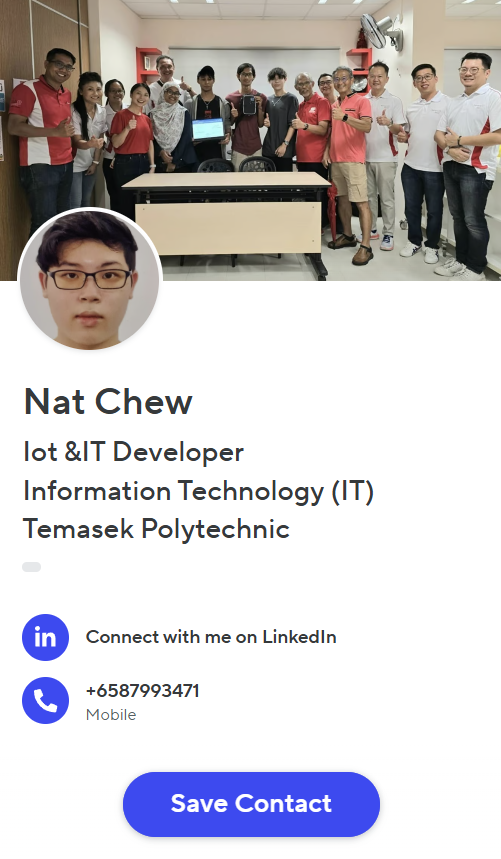 Nat Chew
Iot &IT Developer
Information Technology (IT)
Temasek Polytechnic
in
Connect with me on LinkedIn
+6587993471
Mobile
Save Contact